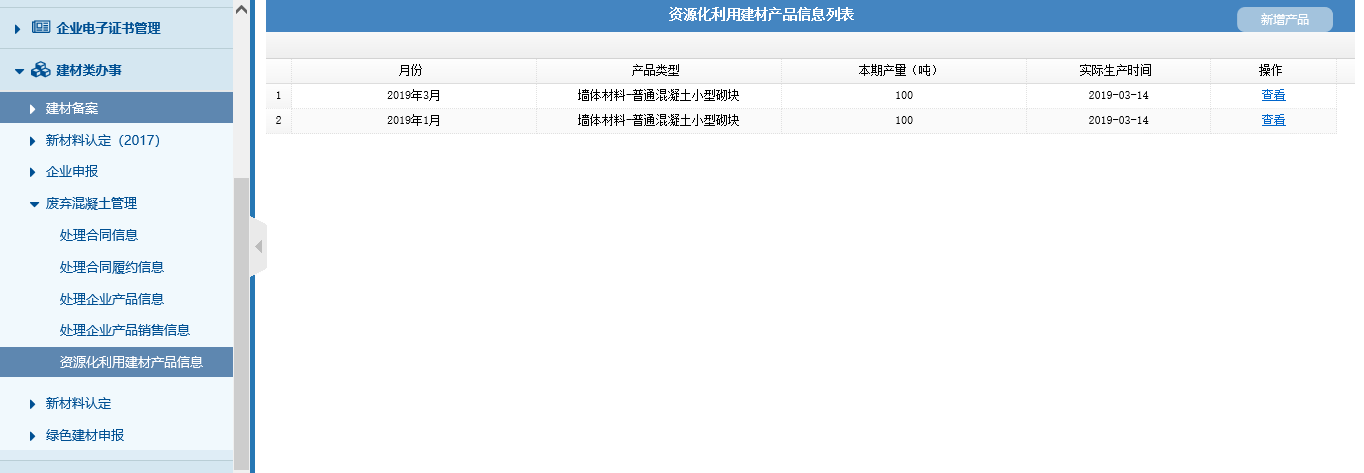 企业电子证书管理
建材类办事
建材备案
新材料认定（2017）
企业申报
废弃混凝土管理
处理合同信息
处理合同履约信息
处理企业产品信息
处理企业产品销售信息
资源化利用建材产品信息
新材料认定
绿色建材申报
资源化利用建材产品信息列表
新增产品
月份 产品类型 本期产量（吨） 实际生产时间 操作
1 2019年3月 墙体材料-普通混凝土小型砌块 100 2019-03-14 查看
2 2019年1月 墙体材料-普通混凝土小型砌块 100 2019-03-14 查看